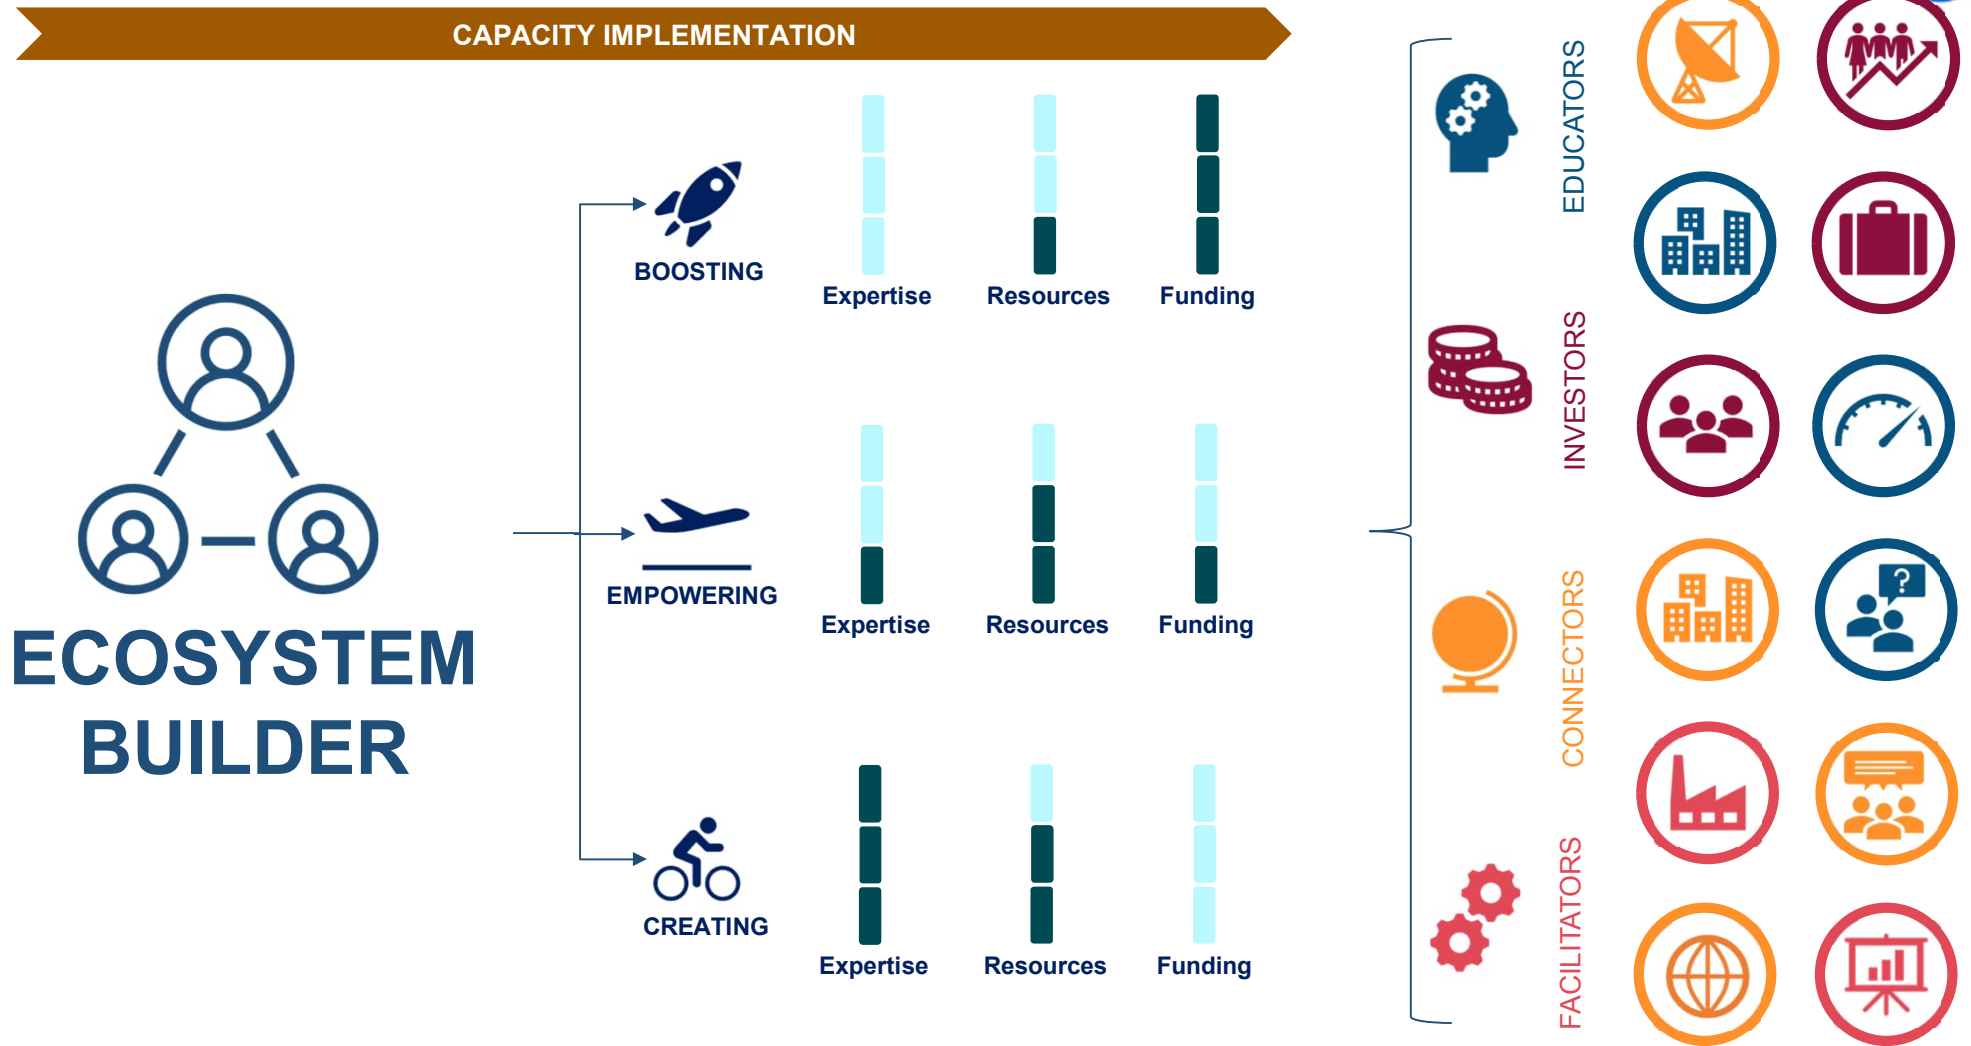 CAPACITY IMPLEMENTATION
BOOSTING
Expertise
Resources
Funding
EMPOWERING
Expertise
Resources
Funding
CREATING
Expertise
Resources
Funding
ECOSYSTEM
BUILDER
EDUCATORS
INVESTORS
CONNECTORS
FACILITATORS
?